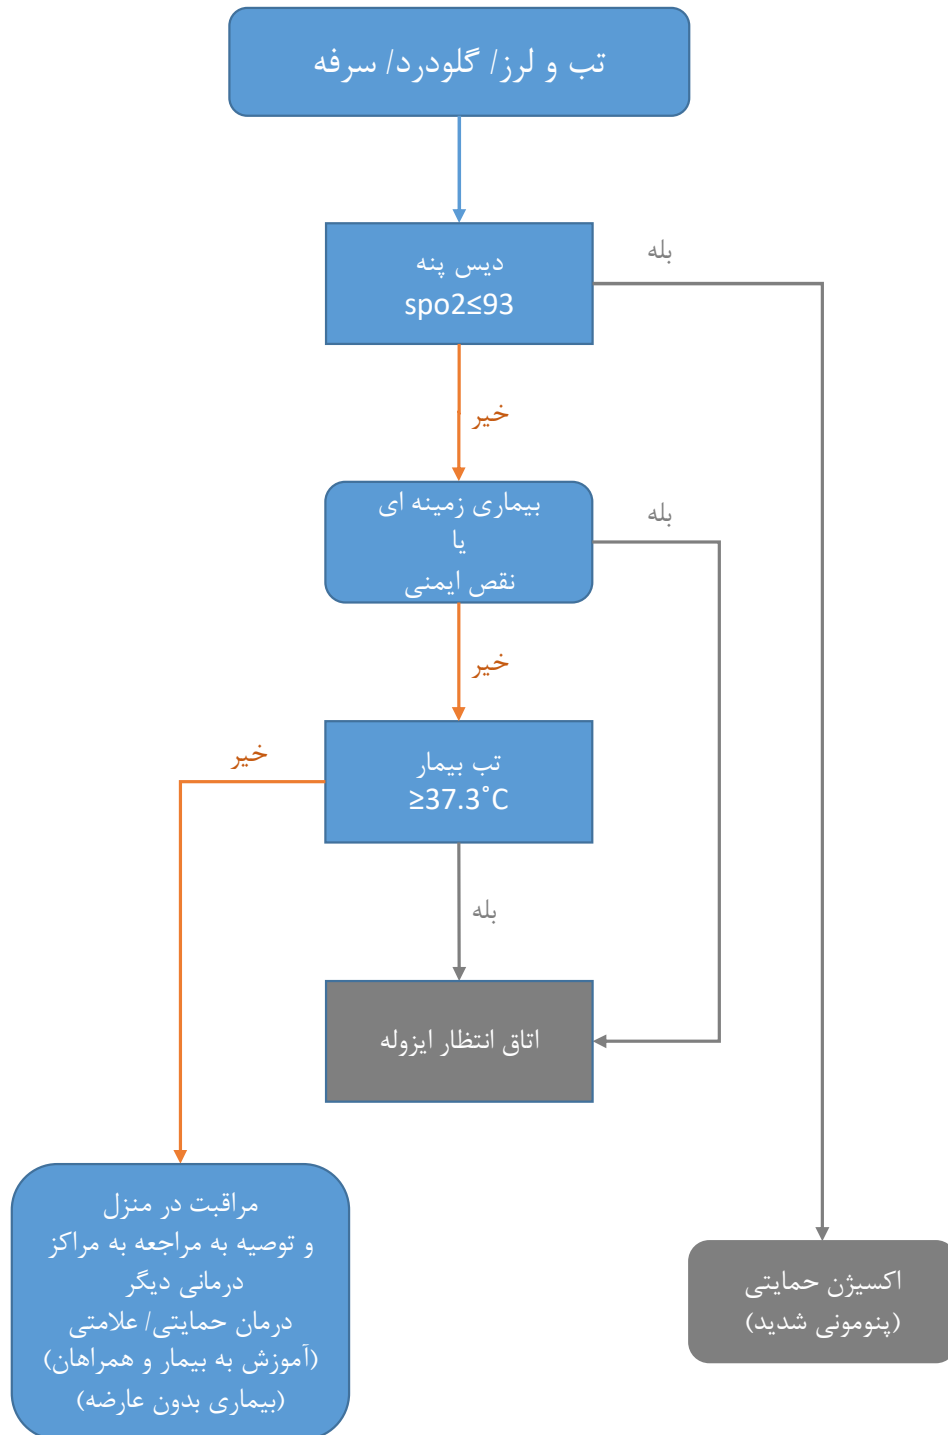 تب و لرز/ گلودرد/ سرفه
دیس پنه
spo2≤93
بله
خیر
بیماری زمینه ای
یا
نقص ایمنی
بله
خیر
تب بیمار
≥37.3˚C
خیر
بله
اتاق انتظار ایزوله
مراقبت در منزل
و توصیه به مراجعه به مراکز
درمانی دیگر
درمان حمایتی/ علامتی
(آموزش به بیمار و همراهان)
(بیماری بدون عارضه)
اکسیژن حمایتی
(پنومونی شدید)